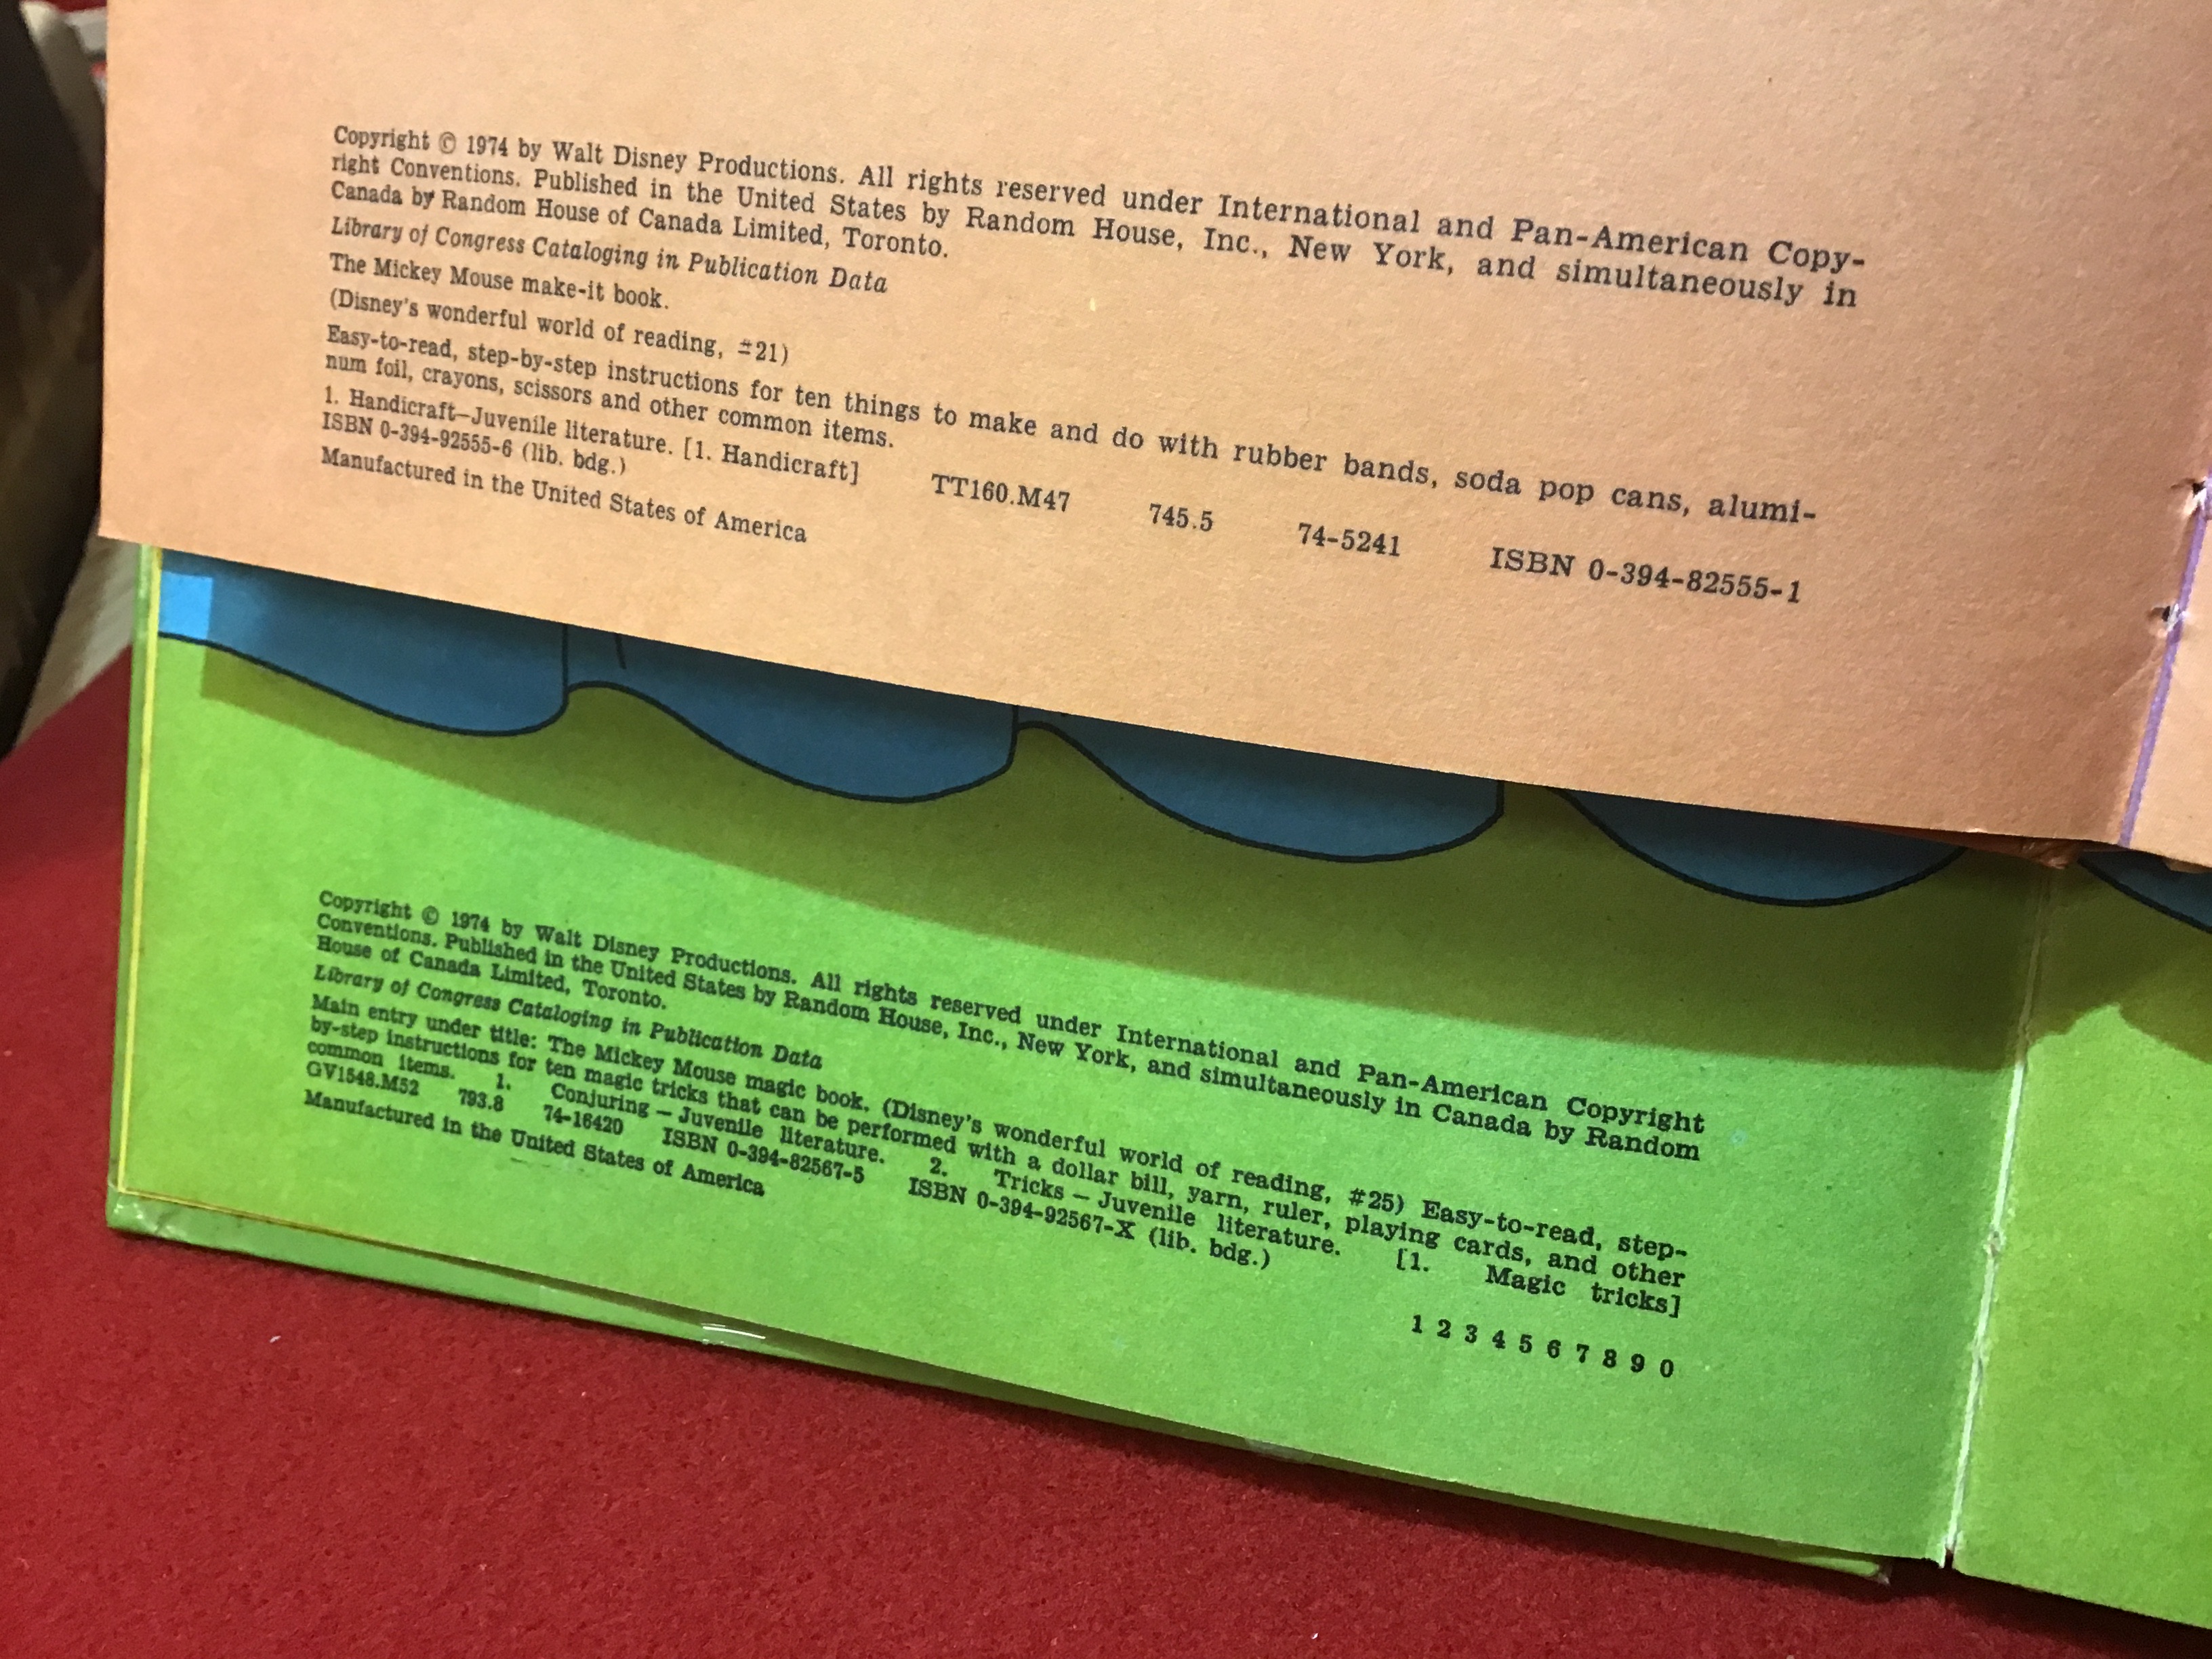 Copyright © 1974 by Walt Disney Productions. All rights reserved under International and Pan-American Copy-
right Conventions. Published in the United States by Random House, Inc., New York, and simultaneously in
Canada by Random House of Canada Limited, Toronto.
Library of Congress Cataloging in Publication Data
The Mickey Mouse make-it book.
(Disney's wonderful world of reading, #21)
Easy-to-read, step-by-step instructions for ten things to make and do with rubber bands, soda pop cans, alumi-
num foil, crayons, scissors and other common items.
1. Handicraft—Juvenile literature. [1. Handicraft] TT160.M47 745.5 74-5241 ISBN 0-394-82555-1
ISBN 0-394-92555-6 (lib. bdg.)
Manufactured in the United States of America
Copyright © 1974 by Walt Disney Productions. All rights reserved under International and Pan-American Copyright
Conventions. Published in the United States by Random House, Inc., New York, and simultaneously in Canada by Random
House of Canada Limited, Toronto.
Library of Congress Cataloging in Publication Data
Main entry under title: The Mickey Mouse magic book. (Disney's wonderful world of reading, #25) Easy-to-read, step-
by-step instructions for ten magic tricks that can be performed with a dollar bill, yarn, ruler, playing cards, and other
common items. 1. Conjuring — Juvenile literature. 2. Tricks — Juvenile literature. [1. Magic tricks]
GV1548.M52 793.8 74-16420 ISBN 0-394-82567-5 ISBN 0-394-92567-X (lib. bdg.)
Manufactured in the United States of America
1 2 3 4 5 6 7 8 9 0